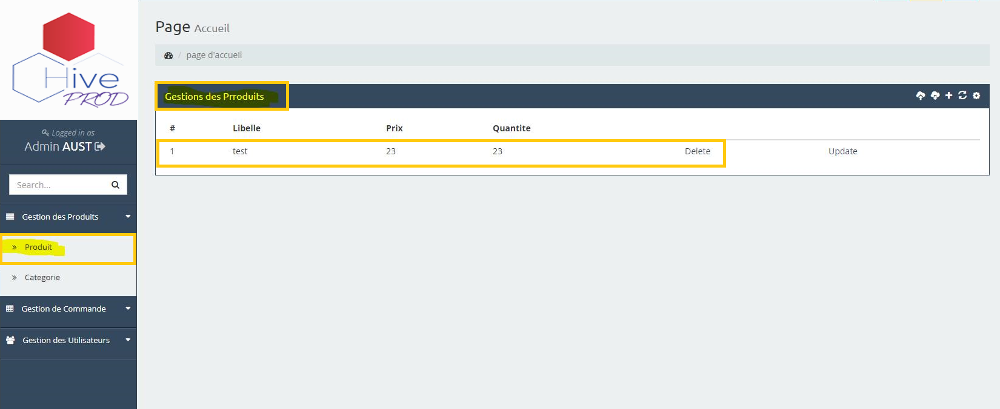 Hive
PROD
Logged in as
Admin AUST
Search...
Gestion des Produits
» Produit
» Categorie
Gestion de Commande
Gestion des Utilisateurs
Page Accueil
/ page d'accueil
Gestions des Prroduits
# Libelle Prix Quantite
1 test 23 23 Delete Update